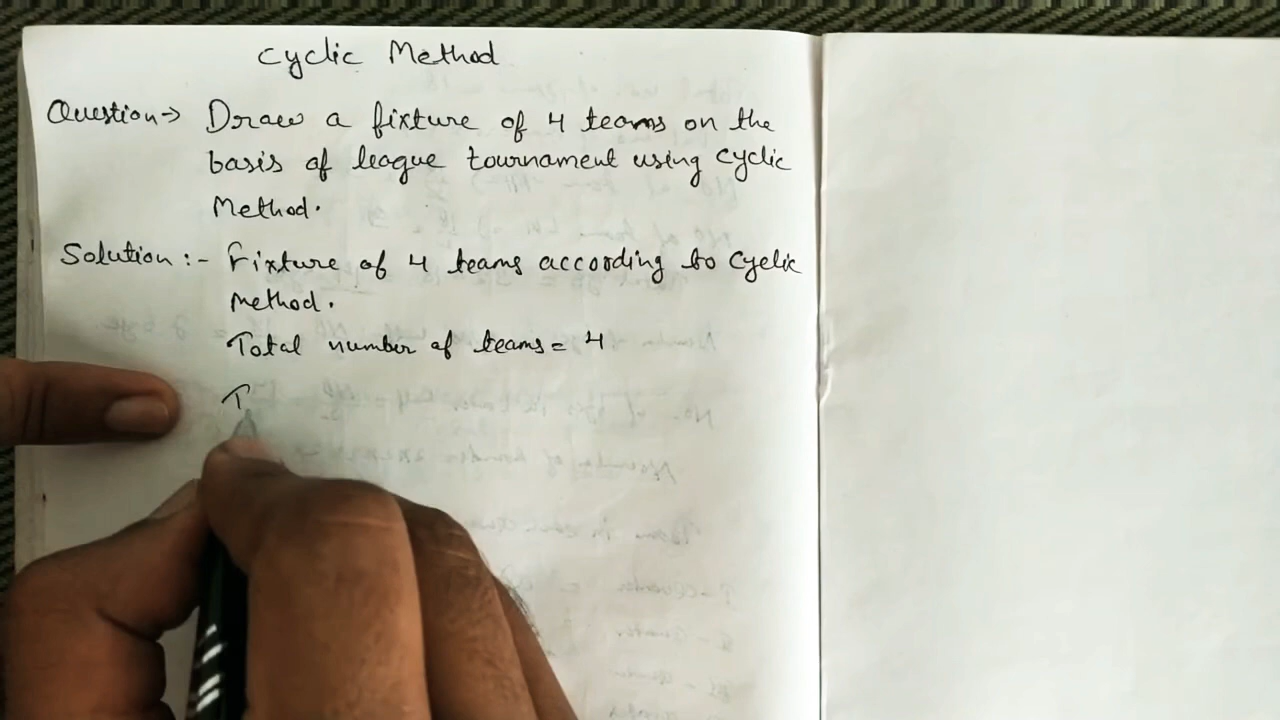 Cyclic Method
Question→ Draw a fixture of 4 teams on the
basis of league tournament using cyclic
Method.
Solution :- Fixture of 4 teams according to cyclic
method.
Total number of teams = 4
T